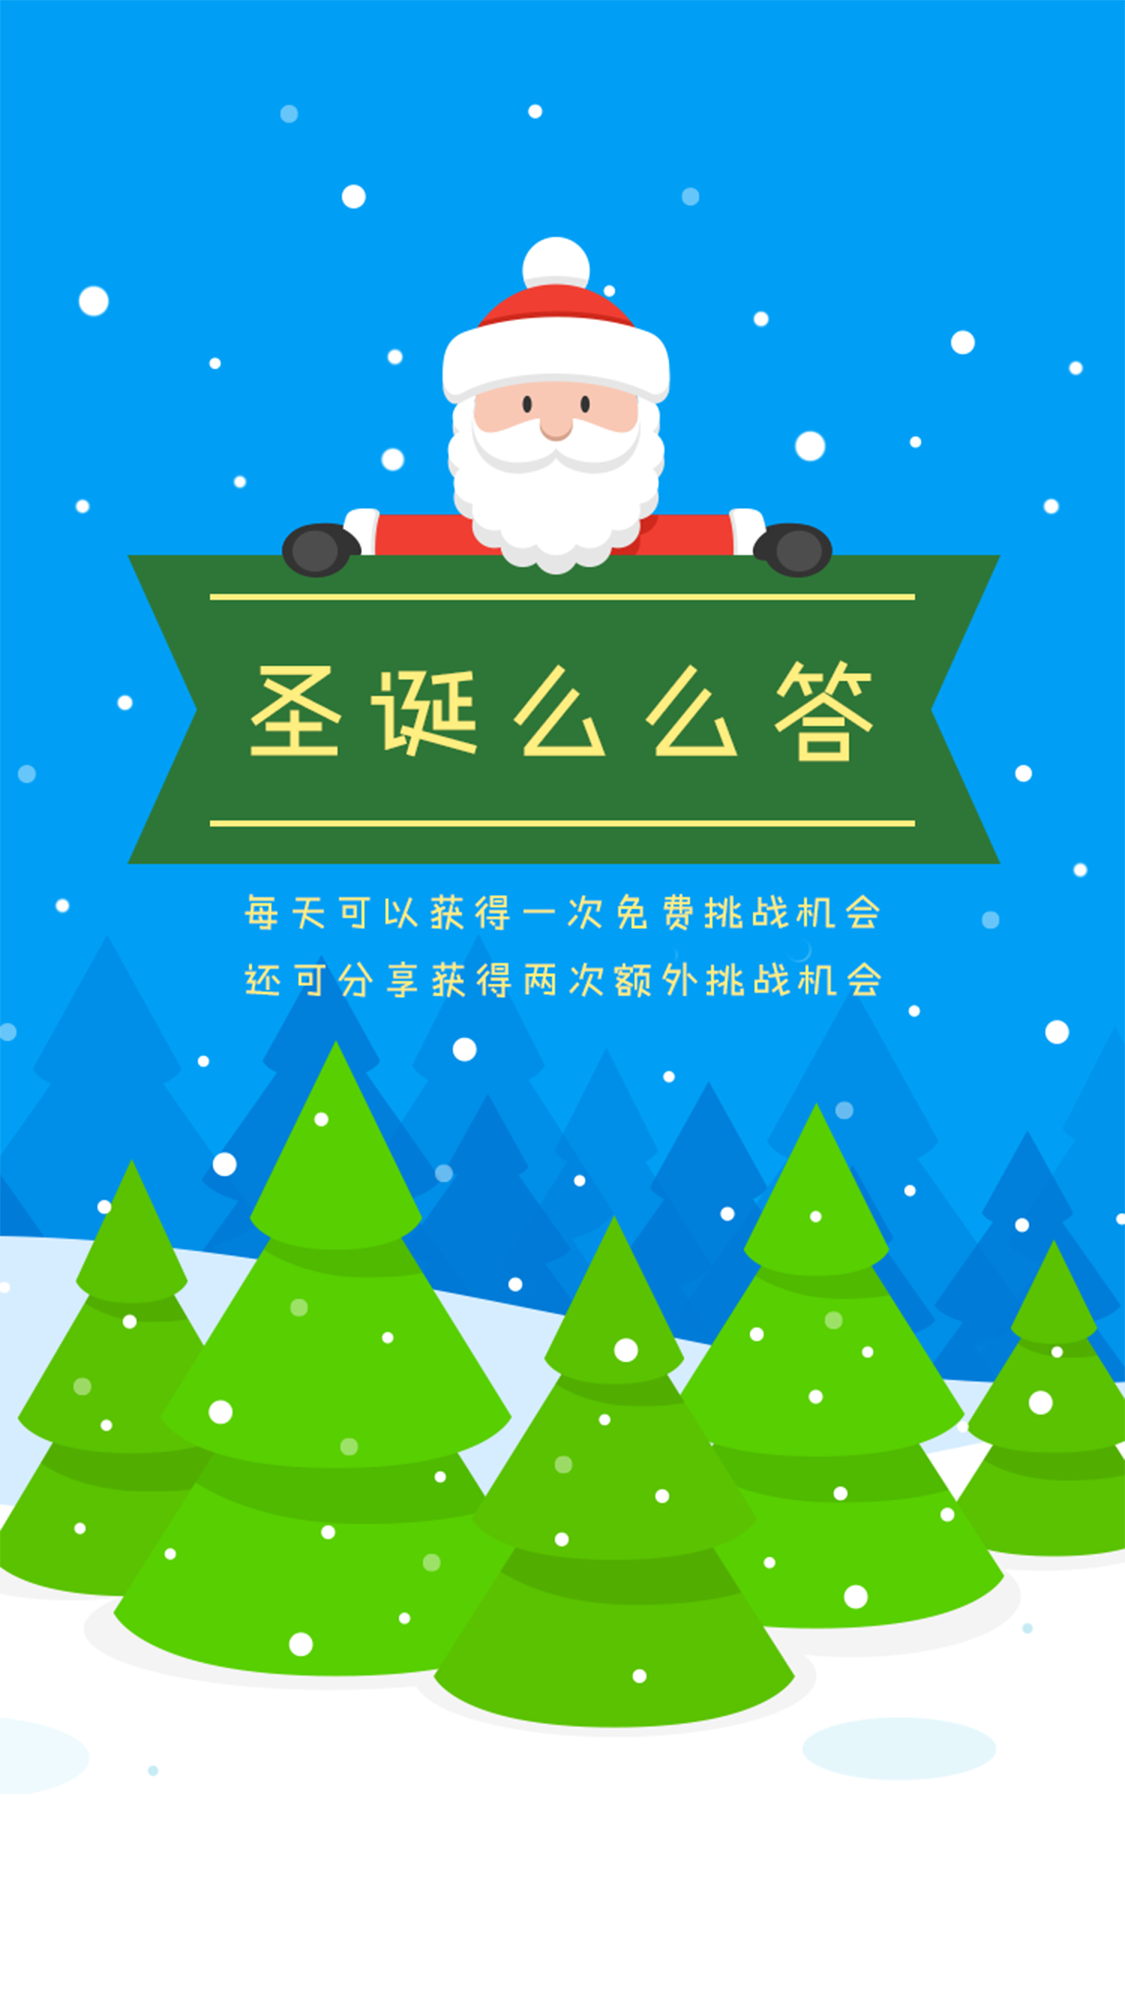 圣诞么么答
每天可以获得一次免费挑战机会
还可分享获得两次额外挑战机会